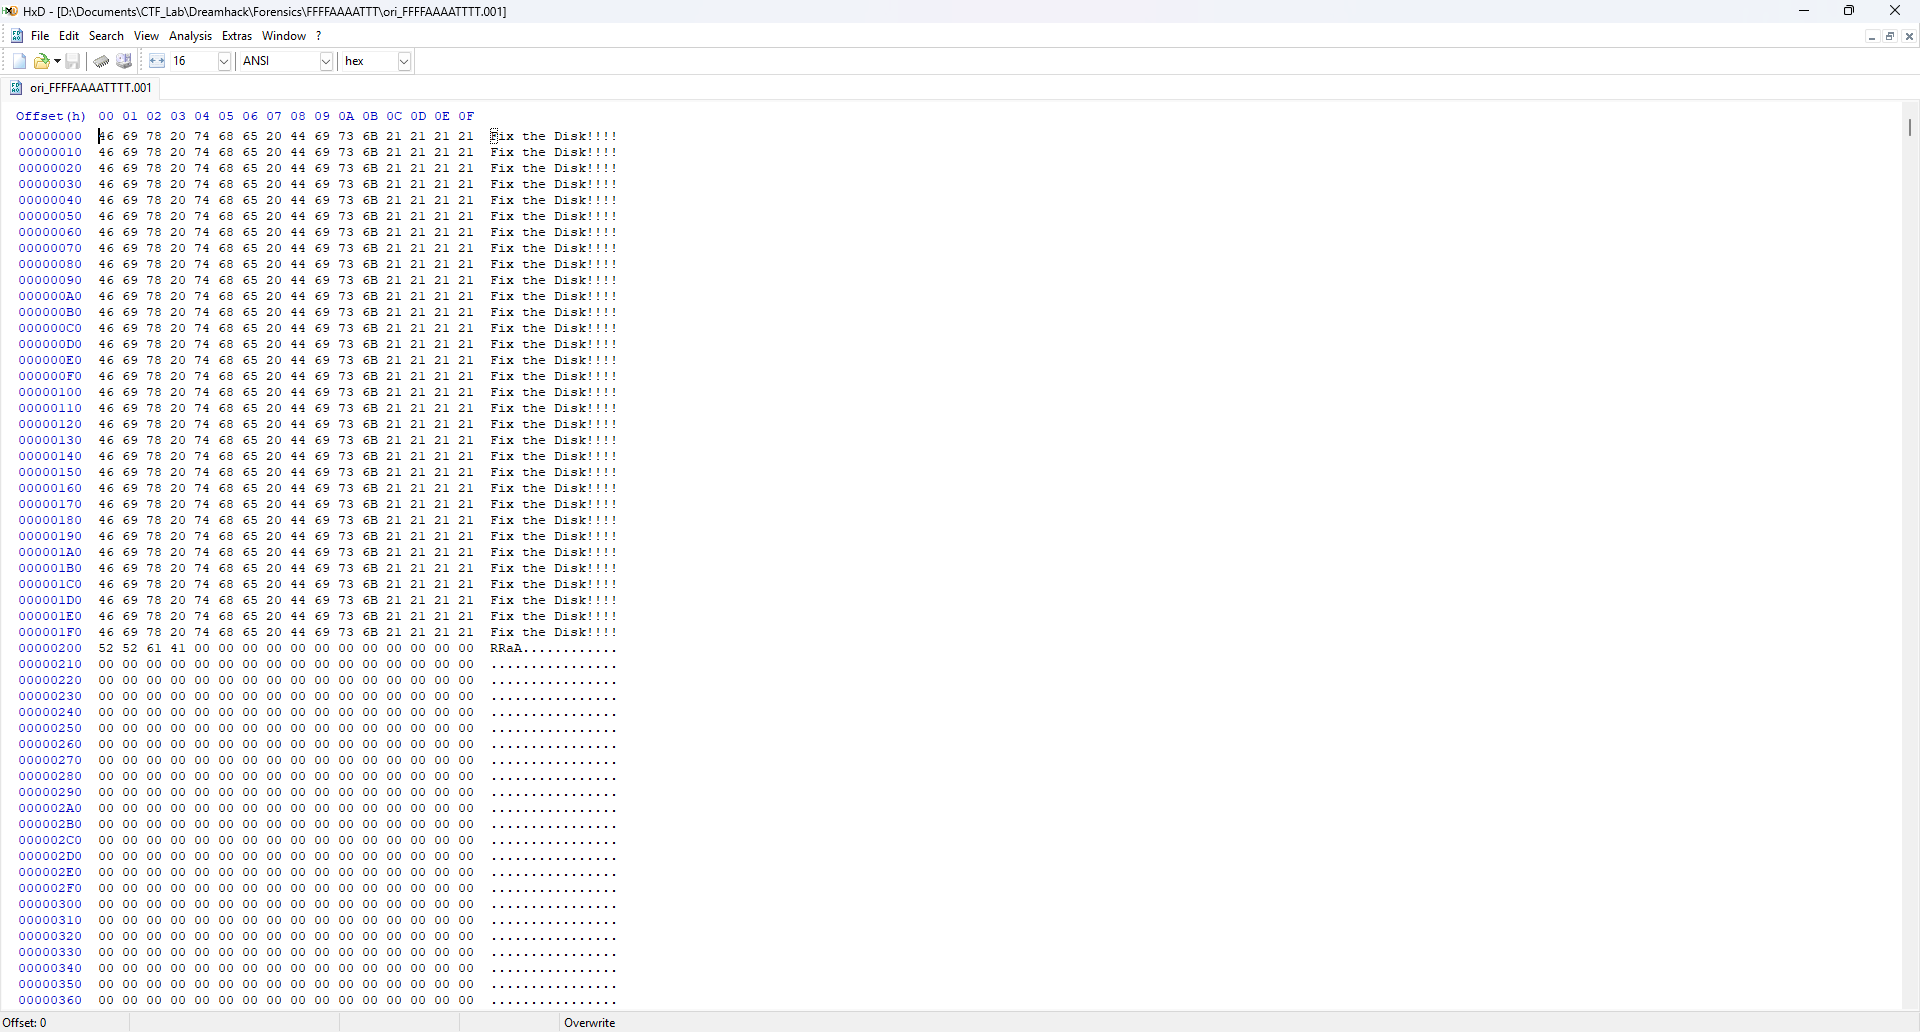 HxD - [D:\Documents\CTF_Lab\Dreamhack\Forensics\FFFFAAAATTT\ori_FFFFAAAATTTT.001]
File Edit Search View Analysis Extras Window ?
16 ANSI hex
ori_FFFFAAAATTTT.001
Offset(h) 00 01 02 03 04 05 06 07 08 09 0A 0B 0C 0D 0E 0F
00000000 46 69 78 20 74 68 65 20 44 69 73 6B 21 21 21 21 Fix the Disk!!!!
00000010 46 69 78 20 74 68 65 20 44 69 73 6B 21 21 21 21 Fix the Disk!!!!
00000020 46 69 78 20 74 68 65 20 44 69 73 6B 21 21 21 21 Fix the Disk!!!!
00000030 46 69 78 20 74 68 65 20 44 69 73 6B 21 21 21 21 Fix the Disk!!!!
00000040 46 69 78 20 74 68 65 20 44 69 73 6B 21 21 21 21 Fix the Disk!!!!
00000050 46 69 78 20 74 68 65 20 44 69 73 6B 21 21 21 21 Fix the Disk!!!!
00000060 46 69 78 20 74 68 65 20 44 69 73 6B 21 21 21 21 Fix the Disk!!!!
00000070 46 69 78 20 74 68 65 20 44 69 73 6B 21 21 21 21 Fix the Disk!!!!
00000080 46 69 78 20 74 68 65 20 44 69 73 6B 21 21 21 21 Fix the Disk!!!!
00000090 46 69 78 20 74 68 65 20 44 69 73 6B 21 21 21 21 Fix the Disk!!!!
000000A0 46 69 78 20 74 68 65 20 44 69 73 6B 21 21 21 21 Fix the Disk!!!!
000000B0 46 69 78 20 74 68 65 20 44 69 73 6B 21 21 21 21 Fix the Disk!!!!
000000C0 46 69 78 20 74 68 65 20 44 69 73 6B 21 21 21 21 Fix the Disk!!!!
000000D0 46 69 78 20 74 68 65 20 44 69 73 6B 21 21 21 21 Fix the Disk!!!!
000000E0 46 69 78 20 74 68 65 20 44 69 73 6B 21 21 21 21 Fix the Disk!!!!
000000F0 46 69 78 20 74 68 65 20 44 69 73 6B 21 21 21 21 Fix the Disk!!!!
00000100 46 69 78 20 74 68 65 20 44 69 73 6B 21 21 21 21 Fix the Disk!!!!
00000110 46 69 78 20 74 68 65 20 44 69 73 6B 21 21 21 21 Fix the Disk!!!!
00000120 46 69 78 20 74 68 65 20 44 69 73 6B 21 21 21 21 Fix the Disk!!!!
00000130 46 69 78 20 74 68 65 20 44 69 73 6B 21 21 21 21 Fix the Disk!!!!
00000140 46 69 78 20 74 68 65 20 44 69 73 6B 21 21 21 21 Fix the Disk!!!!
00000150 46 69 78 20 74 68 65 20 44 69 73 6B 21 21 21 21 Fix the Disk!!!!
00000160 46 69 78 20 74 68 65 20 44 69 73 6B 21 21 21 21 Fix the Disk!!!!
00000170 46 69 78 20 74 68 65 20 44 69 73 6B 21 21 21 21 Fix the Disk!!!!
00000180 46 69 78 20 74 68 65 20 44 69 73 6B 21 21 21 21 Fix the Disk!!!!
00000190 46 69 78 20 74 68 65 20 44 69 73 6B 21 21 21 21 Fix the Disk!!!!
000001A0 46 69 78 20 74 68 65 20 44 69 73 6B 21 21 21 21 Fix the Disk!!!!
000001B0 46 69 78 20 74 68 65 20 44 69 73 6B 21 21 21 21 Fix the Disk!!!!
000001C0 46 69 78 20 74 68 65 20 44 69 73 6B 21 21 21 21 Fix the Disk!!!!
000001D0 46 69 78 20 74 68 65 20 44 69 73 6B 21 21 21 21 Fix the Disk!!!!
000001E0 46 69 78 20 74 68 65 20 44 69 73 6B 21 21 21 21 Fix the Disk!!!!
000001F0 46 69 78 20 74 68 65 20 44 69 73 6B 21 21 21 21 Fix the Disk!!!!
00000200 52 52 61 41 00 00 00 00 00 00 00 00 00 00 00 00 RRaA............
00000210 00 00 00 00 00 00 00 00 00 00 00 00 00 00 00 00 ................
00000220 00 00 00 00 00 00 00 00 00 00 00 00 00 00 00 00 ................
00000230 00 00 00 00 00 00 00 00 00 00 00 00 00 00 00 00 ................
00000240 00 00 00 00 00 00 00 00 00 00 00 00 00 00 00 00 ................
00000250 00 00 00 00 00 00 00 00 00 00 00 00 00 00 00 00 ................
00000260 00 00 00 00 00 00 00 00 00 00 00 00 00 00 00 00 ................
00000270 00 00 00 00 00 00 00 00 00 00 00 00 00 00 00 00 ................
00000280 00 00 00 00 00 00 00 00 00 00 00 00 00 00 00 00 ................
00000290 00 00 00 00 00 00 00 00 00 00 00 00 00 00 00 00 ................
000002A0 00 00 00 00 00 00 00 00 00 00 00 00 00 00 00 00 ................
000002B0 00 00 00 00 00 00 00 00 00 00 00 00 00 00 00 00 ................
000002C0 00 00 00 00 00 00 00 00 00 00 00 00 00 00 00 00 ................
000002D0 00 00 00 00 00 00 00 00 00 00 00 00 00 00 00 00 ................
000002E0 00 00 00 00 00 00 00 00 00 00 00 00 00 00 00 00 ................
000002F0 00 00 00 00 00 00 00 00 00 00 00 00 00 00 00 00 ................
00000300 00 00 00 00 00 00 00 00 00 00 00 00 00 00 00 00 ................
00000310 00 00 00 00 00 00 00 00 00 00 00 00 00 00 00 00 ................
00000320 00 00 00 00 00 00 00 00 00 00 00 00 00 00 00 00 ................
00000330 00 00 00 00 00 00 00 00 00 00 00 00 00 00 00 00 ................
00000340 00 00 00 00 00 00 00 00 00 00 00 00 00 00 00 00 ................
00000350 00 00 00 00 00 00 00 00 00 00 00 00 00 00 00 00 ................
00000360 00 00 00 00 00 00 00 00 00 00 00 00 00 00 00 00 ................
Offset: 0 Overwrite